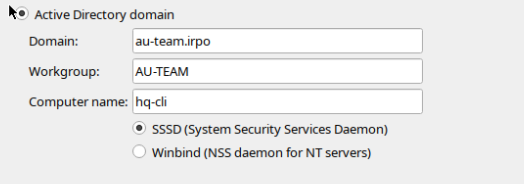 Active Directory domain
Domain: au-team.irpo
Workgroup: AU-TEAM
Computer name: hq-cli
SSSD (System Security Services Daemon)
Winbind (NSS daemon for NT servers)